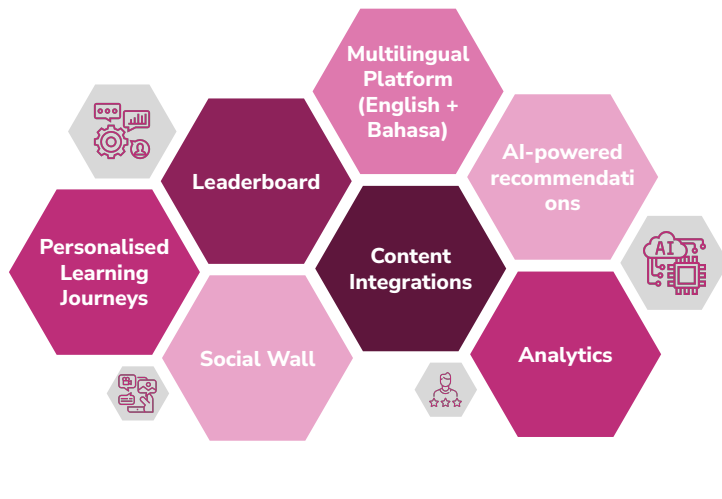 Multilingual
Platform
(English +
Bahasa)
AI-powered
recommendati
ons
Leaderboard
Personalised
Learning
Journeys
Content
Integrations
AI
Social Wall
Analytics